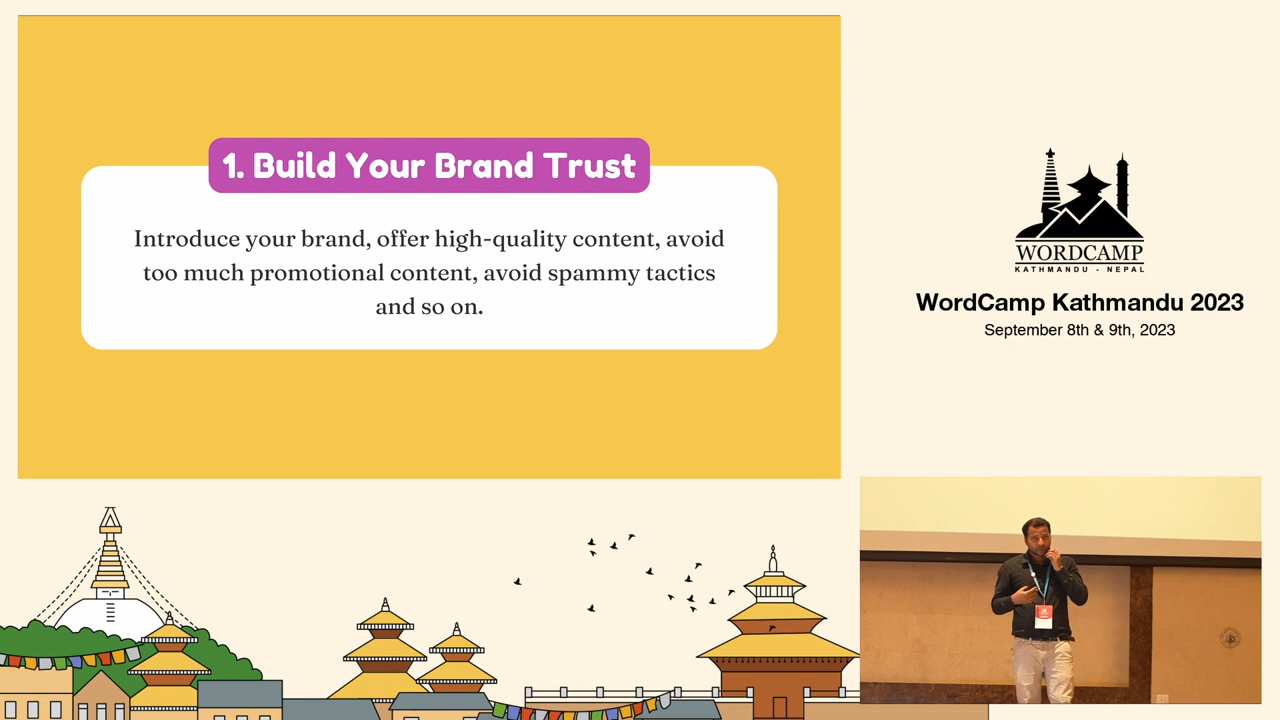 1. Build Your Brand Trust
Introduce your brand, offer high-quality content, avoid
too much promotional content, avoid spammy tactics
and so on.
WORDCAMP
KATHMANDU - NEPAL
WordCamp Kathmandu 2023
September 8th & 9th, 2023